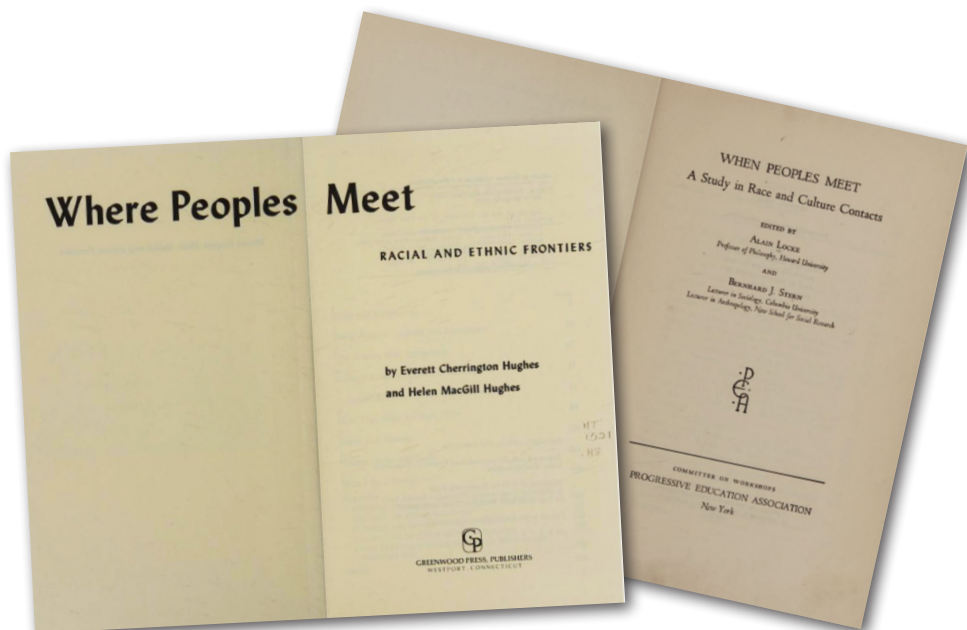 Where Peoples Meet
RACIAL AND ETHNIC FRONTIERS
by Everett Cherrington Hughes
and Helen MacGill Hughes
HT
1521
.H8
GP
GREENWOOD PRESS, PUBLISHERS
WESTPORT, CONNECTICUT
WHEN PEOPLES MEET
A Study in Race and Culture Contacts
EDITED BY
ALAIN LOCKE
Professor of Philosophy, Howard University
AND
BERNHARD J. STERN
Lecturer in Sociology, Columbia University
Lecturer in Anthropology, New School for Social Research
P
E
A
COMMITTEE ON WORKSHOPS
PROGRESSIVE EDUCATION ASSOCIATION
New York